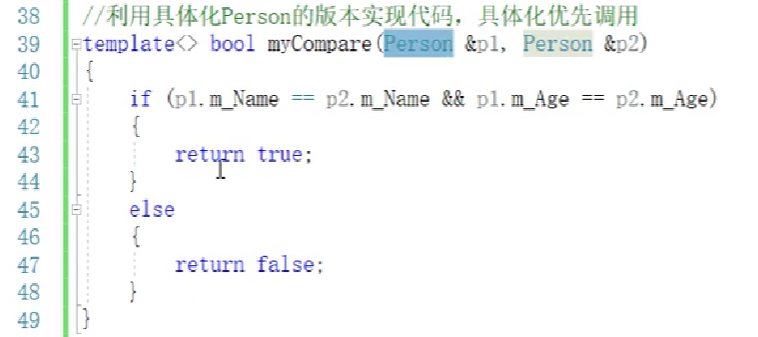 38 //利用具体化Person的版本实现代码，具体化优先调用
39 template<> bool myCompare(Person &p1, Person &p2)
40 {
41 if (p1.m_Name == p2.m_Name && p1.m_Age == p2.m_Age)
42 {
43 return true;
44 }
45 else
46 {
47 return false;
48 }
49 }